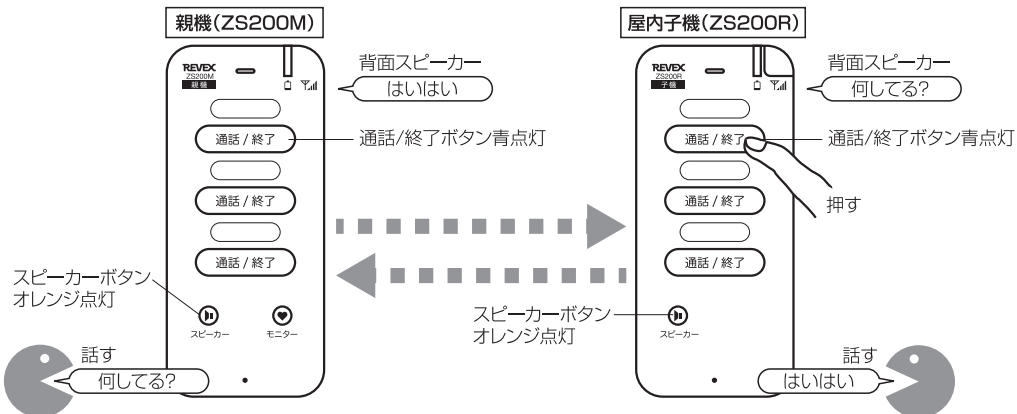 親機(ZS200M)
REVEX
ZS200M
親 機
背面スピーカー
はいはい
通話 / 終了
通話/終了ボタン青点灯
通話 / 終了
通話 / 終了
スピーカーボタン
オレンジ点灯
スピーカー
モニター
話す
何してる?
屋内子機(ZS200R)
REVEX
ZS200R
子 機
背面スピーカー
何してる?
通話 / 終了
通話/終了ボタン青点灯
押す
通話 / 終了
通話 / 終了
スピーカーボタン
オレンジ点灯
スピーカー
話す
はいはい